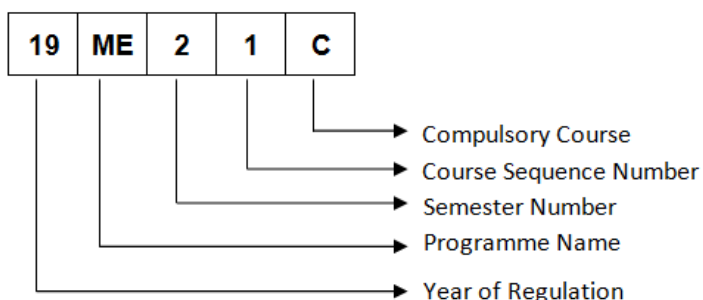 19 ME 2 1 C
Compulsory Course
Course Sequence Number
Semester Number
Programme Name
Year of Regulation